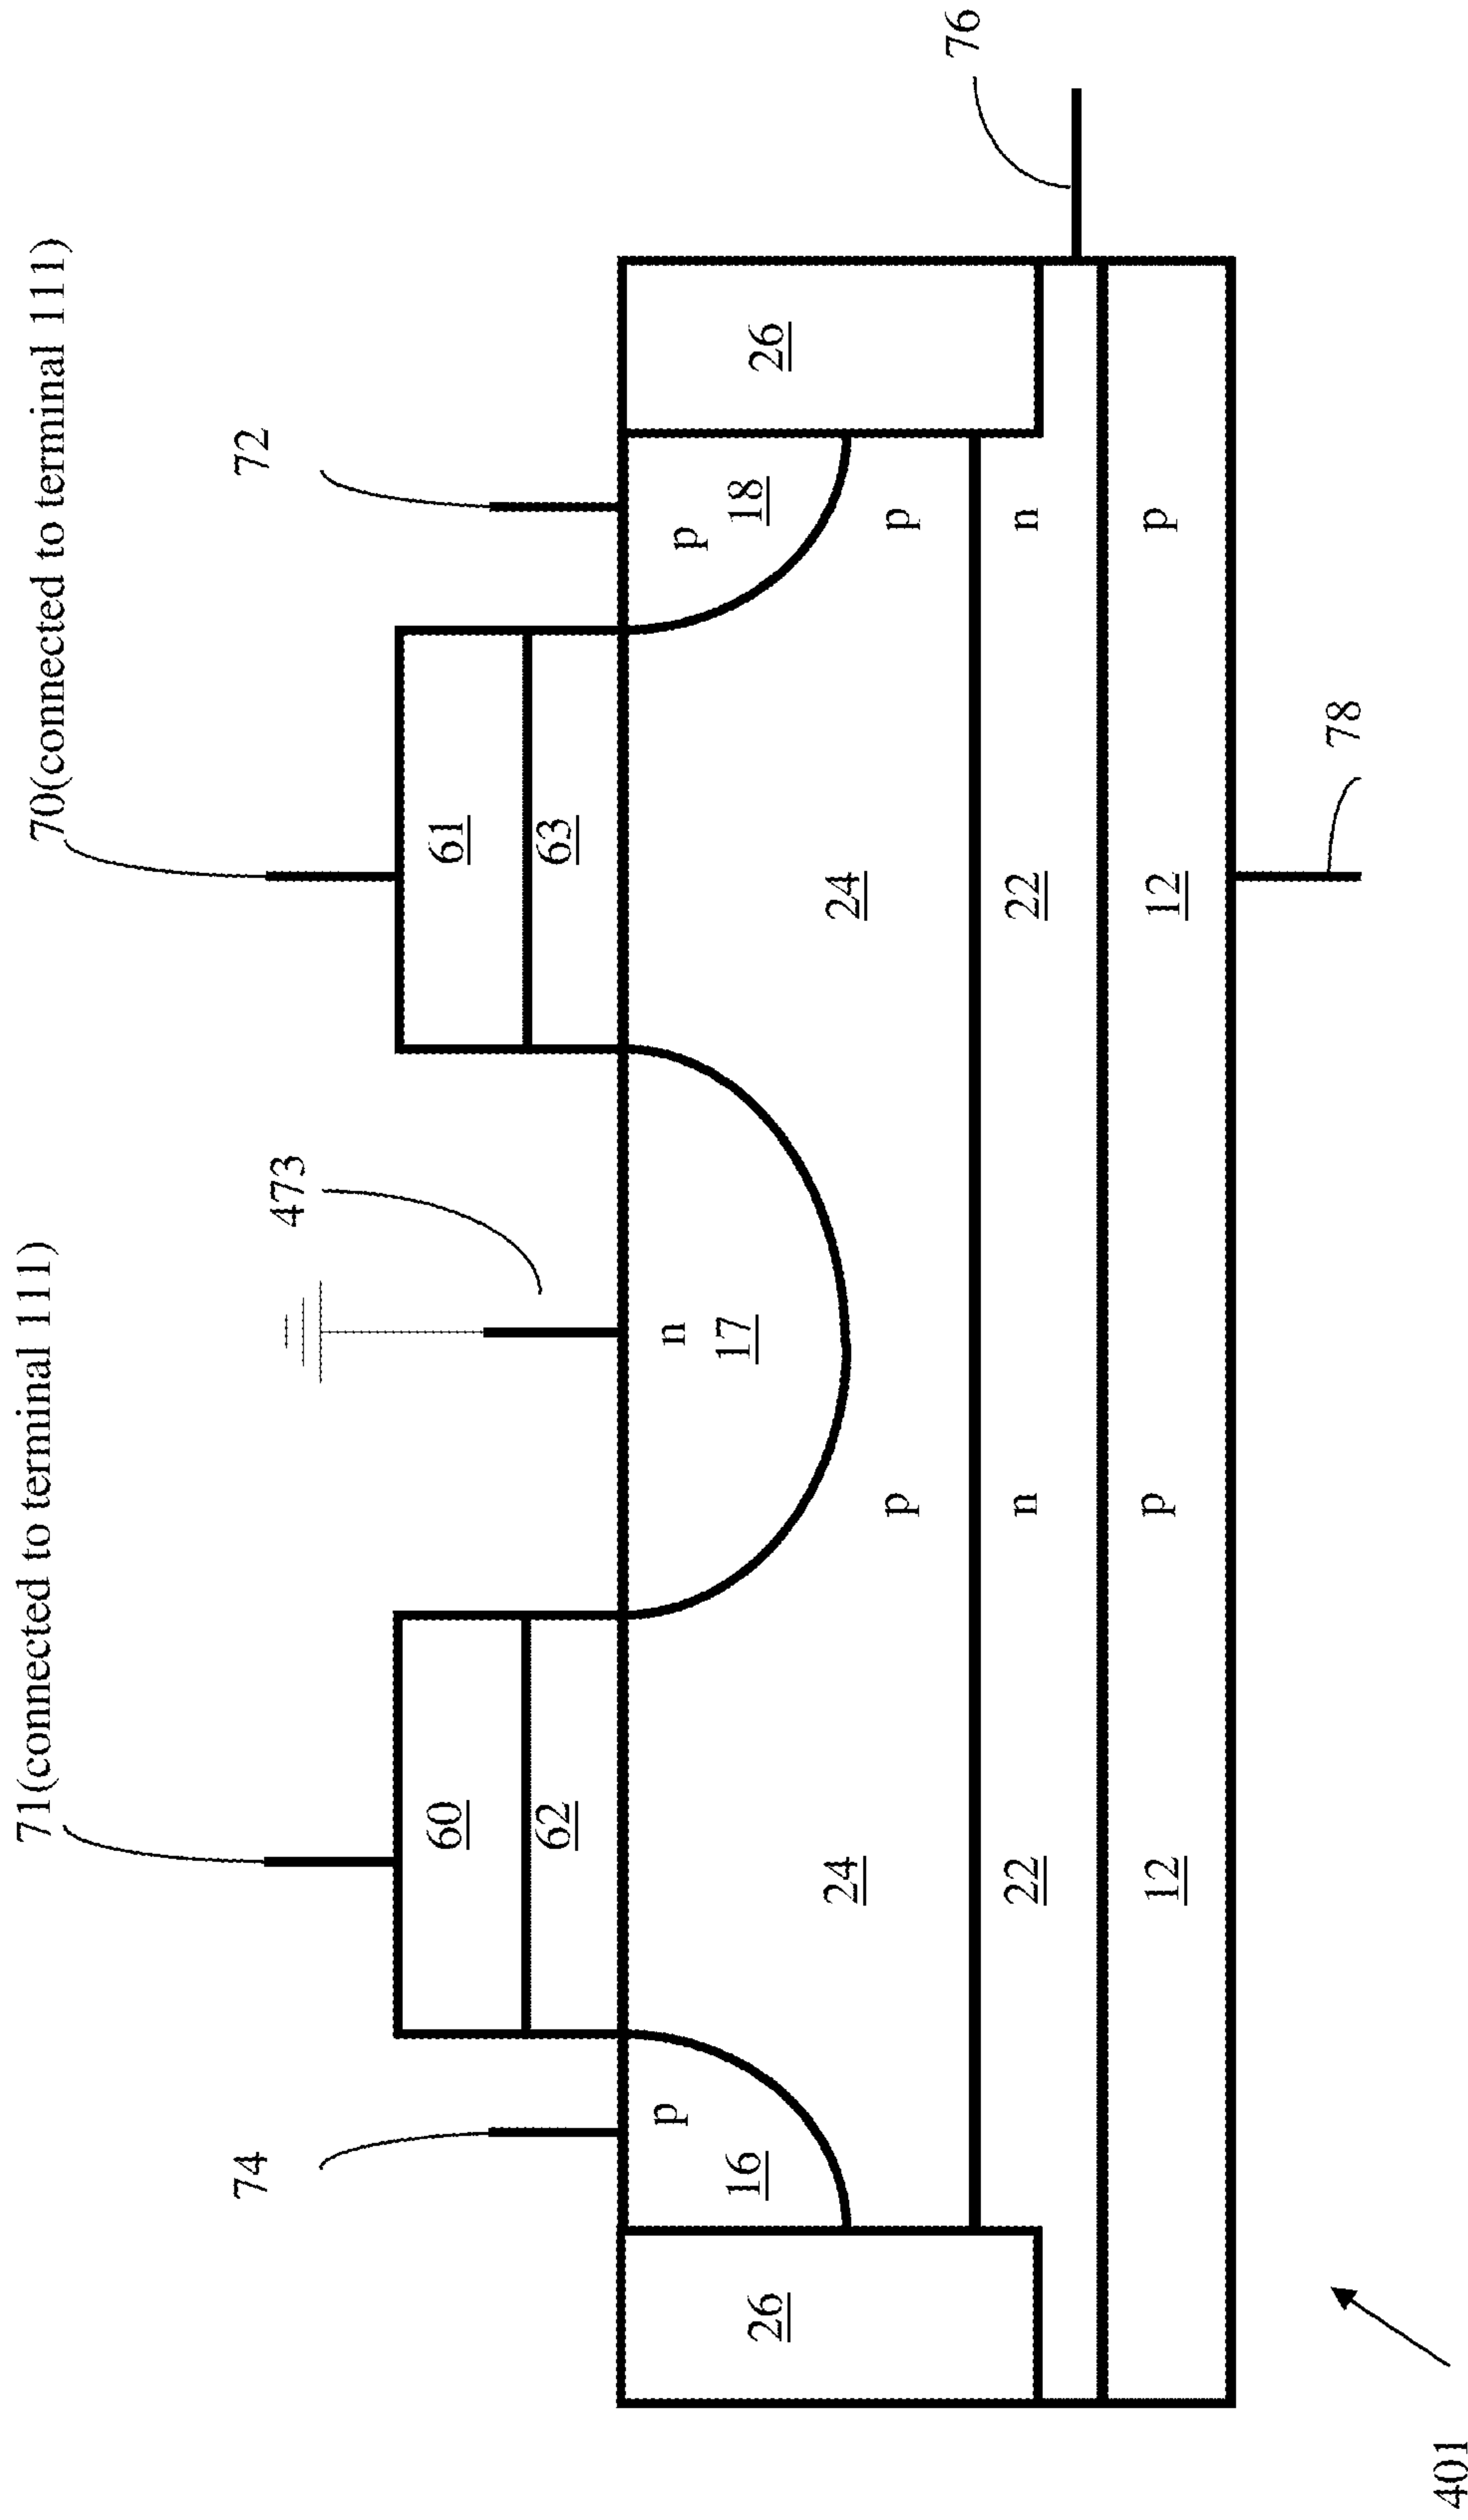 71(connected to terminal 111)
70(connected to terminal 111)
74
473
72
60
61
62
63
p
n
p
16
17
18
26
26
24
24
p
p
22
22
n
n
76
12
12
p
p
78
401